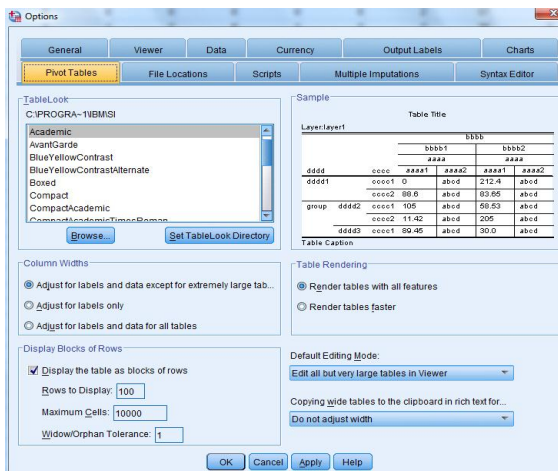 Options
General Viewer Data Currency Output Labels Charts
Pivot Tables File Locations Scripts Multiple Imputations Syntax Editor
TableLook
C:\PROGRA~1\IBM\SI
Academic
AvantGarde
BlueYellowContrast
BlueYellowContrastAlternate
Boxed
Compact
CompactAcademic
CompactAcademicTimesRoman
Browse... Set TableLook Directory
Sample
Table Title
Layer:layer1
bbbb
bbbb1 bbbb2
aaaa aaaa
dddd cccc aaaa1 aaaa2 aaaa1 aaaa2
dddd1 cccc1 0 abcd 212.4 abcd
cccc2 88.6 abcd 83.65 abcd
group dddd2 cccc1 105 abcd 58.53 abcd
cccc2 11.42 abcd 205 abcd
dddd3 cccc1 89.45 abcd 30.0 abcd
Table Caption
Column Widths
Adjust for labels and data except for extremely large tab...
Adjust for labels only
Adjust for labels and data for all tables
Table Rendering
Render tables with all features
Render tables faster
Display Blocks of Rows
Display the table as blocks of rows
Rows to Display: 100
Maximum Cells: 10000
Widow/Orphan Tolerance: 1
Default Editing Mode:
Edit all but very large tables in Viewer
Copying wide tables to the clipboard in rich text for...
Do not adjust width
OK Cancel Apply Help